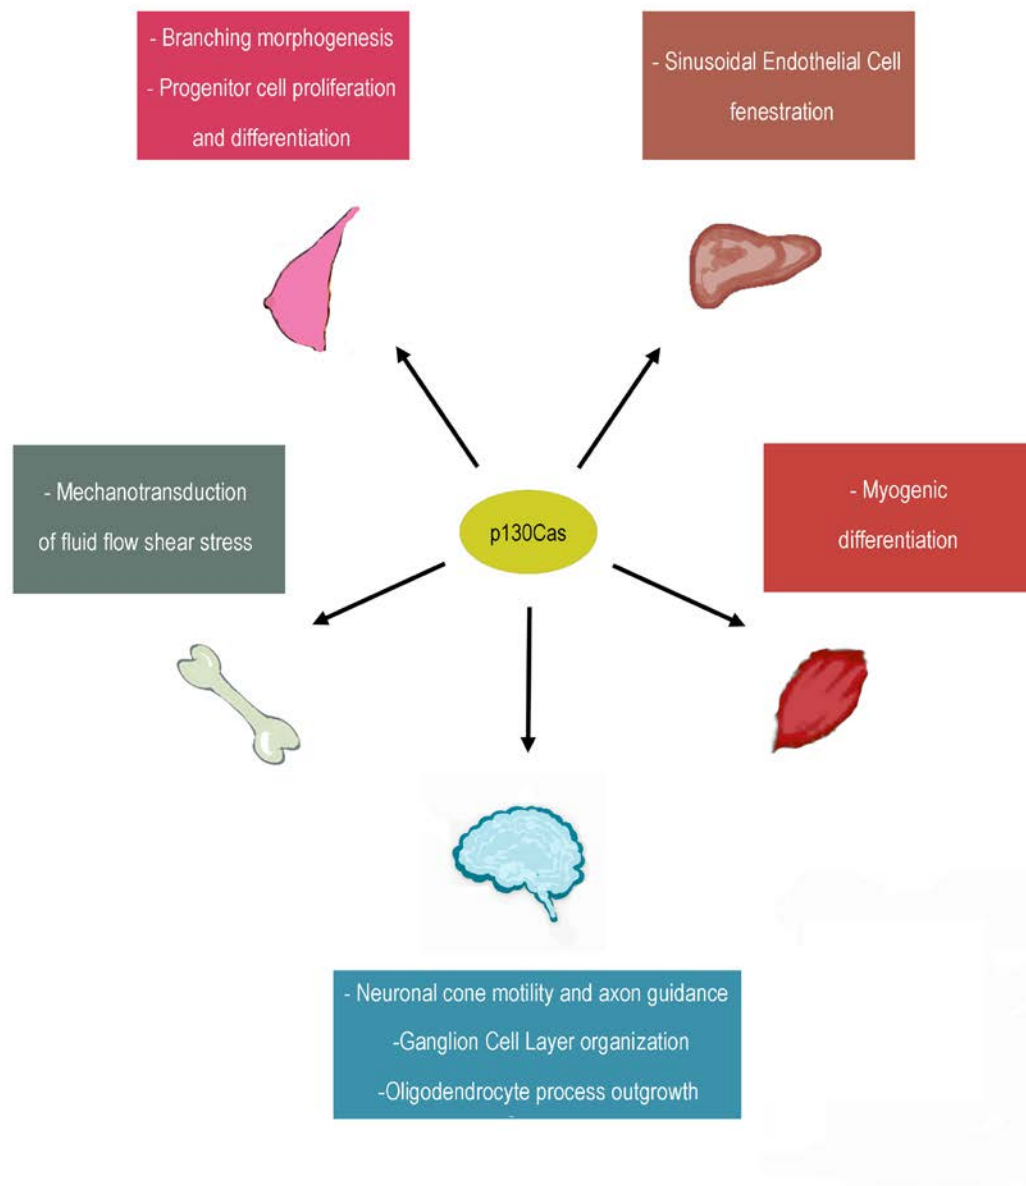 - Branching morphogenesis
- Progenitor cell proliferation
and differentiation
- Sinusoidal Endothelial Cell
fenestration
- Mechanotransduction
of fluid flow shear stress
p130Cas
- Myogenic
differentiation
- Neuronal cone motility and axon guidance
-Ganglion Cell Layer organization
-Oligodendrocyte process outgrowth
-